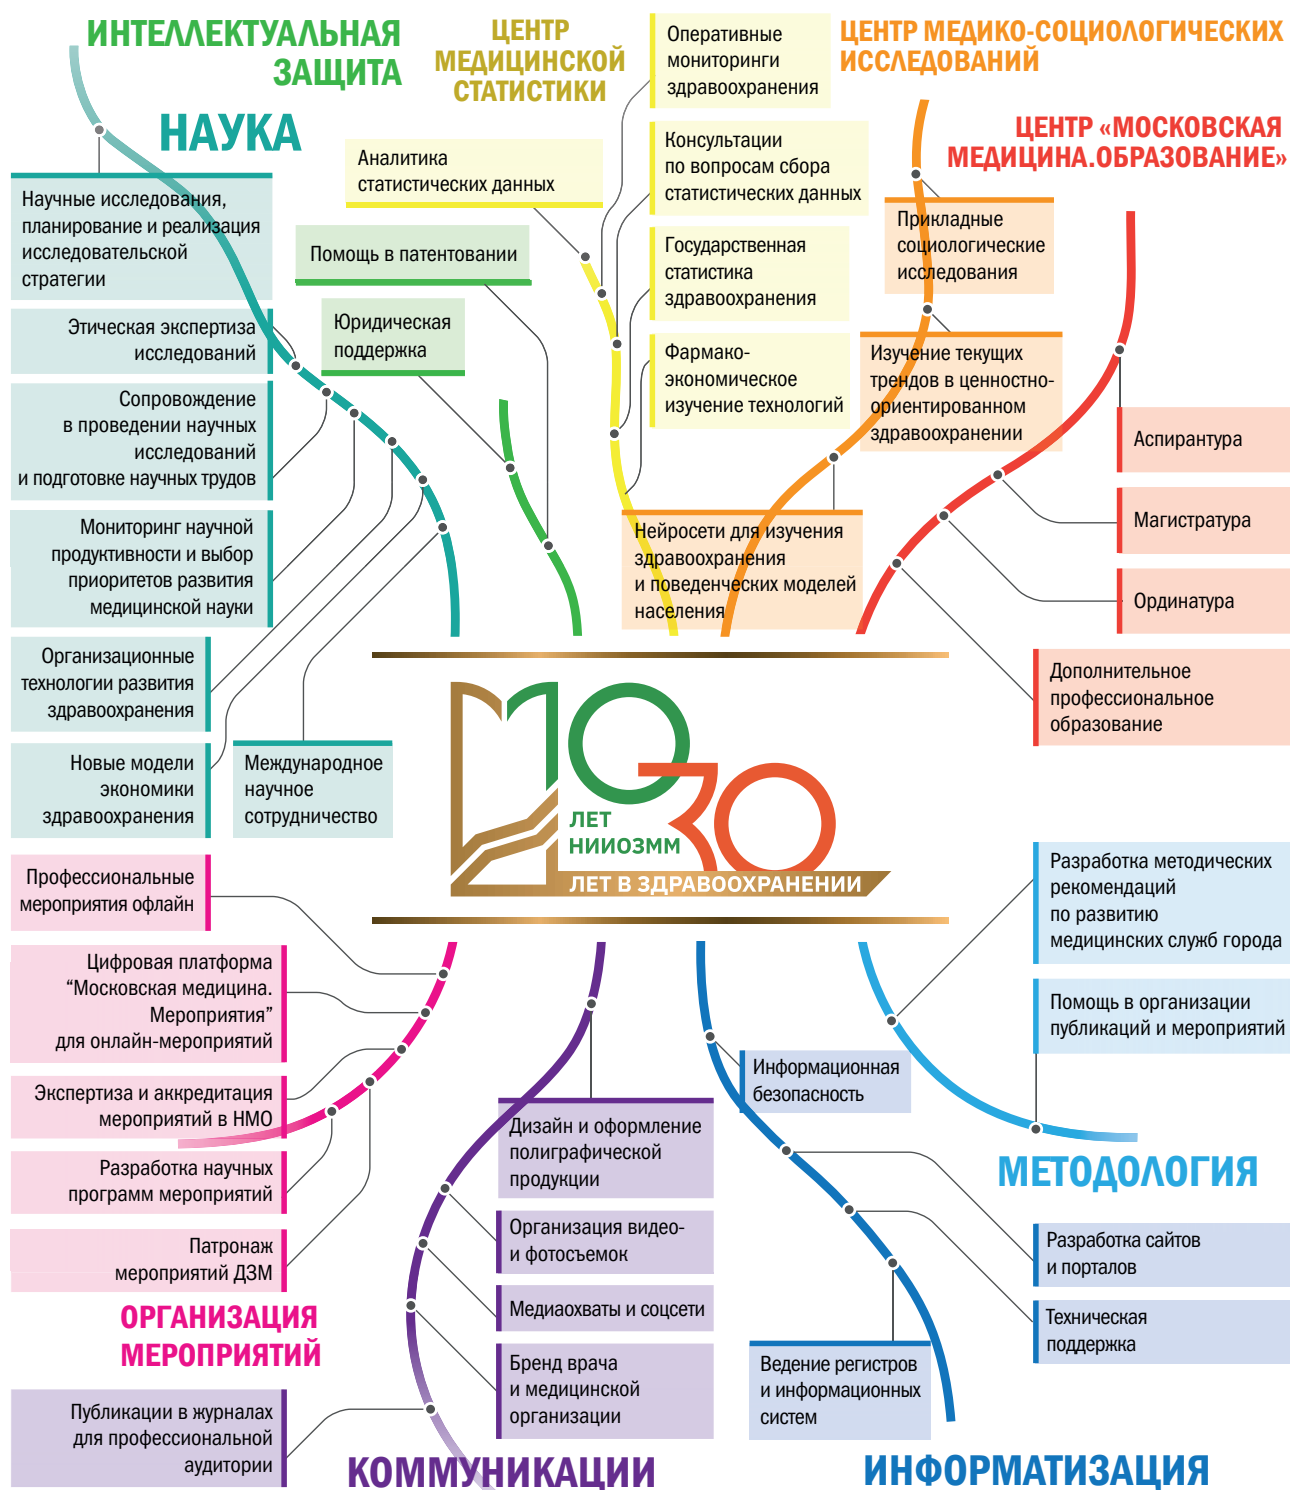 ИНТЕЛЛЕКТУАЛЬНАЯ
ЗАЩИТА
НАУКА
Научные исследования,
планирование и реализация
исследовательской
стратегии
Этическая экспертиза
исследований
Сопровождение
в проведении научных
исследований
и подготовке научных трудов
Мониторинг научной
продуктивности и выбор
приоритетов развития
медицинской науки
Организационные
технологии развития
здравоохранения
Новые модели
экономики
здравоохранения
Международное
научное
сотрудничество
Помощь в патентовании
Юридическая
поддержка
ЦЕНТР
МЕДИЦИНСКОЙ
СТАТИСТИКИ
Аналитика
статистических данных
Оперативные
мониторинги
здравоохранения
Консультации
по вопросам сбора
статистических данных
Государственная
статистика
здравоохранения
Фармако-
экономическое
изучение технологий
ЦЕНТР МЕДИКО-СОЦИОЛОГИЧЕСКИХ
ИССЛЕДОВАНИЙ
Прикладные
социологические
исследования
Изучение текущих
трендов в ценностно-
ориентированном
здравоохранении
Нейросети для изучения
здравоохранения
и поведенческих моделей
населения
ЦЕНТР «МОСКОВСКАЯ
МЕДИЦИНА.ОБРАЗОВАНИЕ»
Аспирантура
Магистратура
Ординатура
Дополнительное
профессиональное
образование
10 30
ЛЕТ
НИИОЗММ
ЛЕТ В ЗДРАВООХРАНЕНИИ
Профессиональные
мероприятия офлайн
Цифровая платформа
“Московская медицина.
Мероприятия”
для онлайн-мероприятий
Экспертиза и аккредитация
мероприятий в НМО
Разработка научных
программ мероприятий
Патронаж
мероприятий ДЗМ
ОРГАНИЗАЦИЯ
МЕРОПРИЯТИЙ
Публикации в журналах
для профессиональной
аудитории
Дизайн и оформление
полиграфической
продукции
Организация видео-
и фотосъемок
Медиаохваты и соцсети
Бренд врача
и медицинской
организации
КОММУНИКАЦИИ
Информационная
безопасность
Разработка сайтов
и порталов
Техническая
поддержка
Ведение регистров
и информационных
систем
ИНФОРМАТИЗАЦИЯ
Разработка методических
рекомендаций
по развитию
медицинских служб города
Помощь в организации
публикаций и мероприятий
МЕТОДОЛОГИЯ